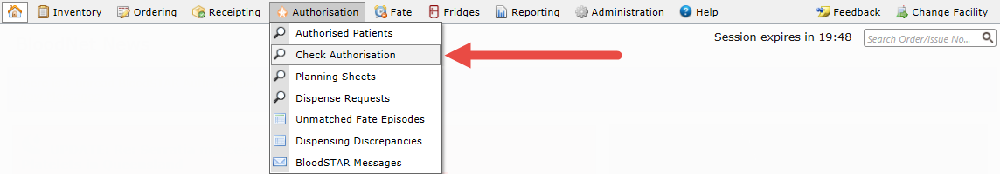 Inventory Ordering Receipting Authorisation Fate Fridges Reporting Administration Help Feedback Change Facility
Authorised Patients
Session expires in 19:48 Search Order/Issue No...
Check Authorisation
Planning Sheets
Dispense Requests
Unmatched Fate Episodes
Dispensing Discrepancies
BloodSTAR Messages